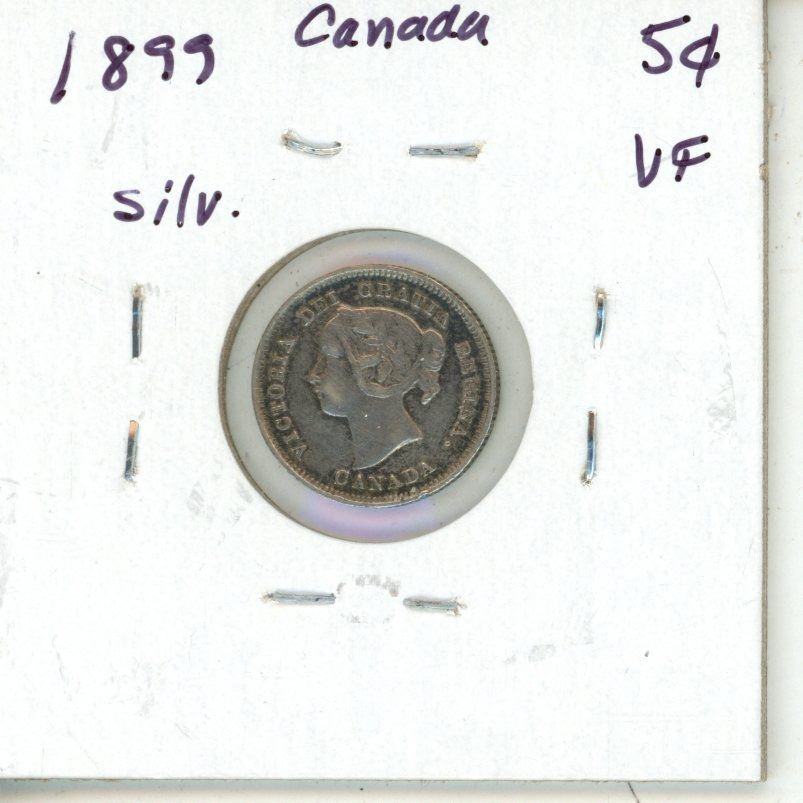 Canada
1899
5¢
VF
silv.
VICTORIA DEI GRATIA REGINA.
CANADA